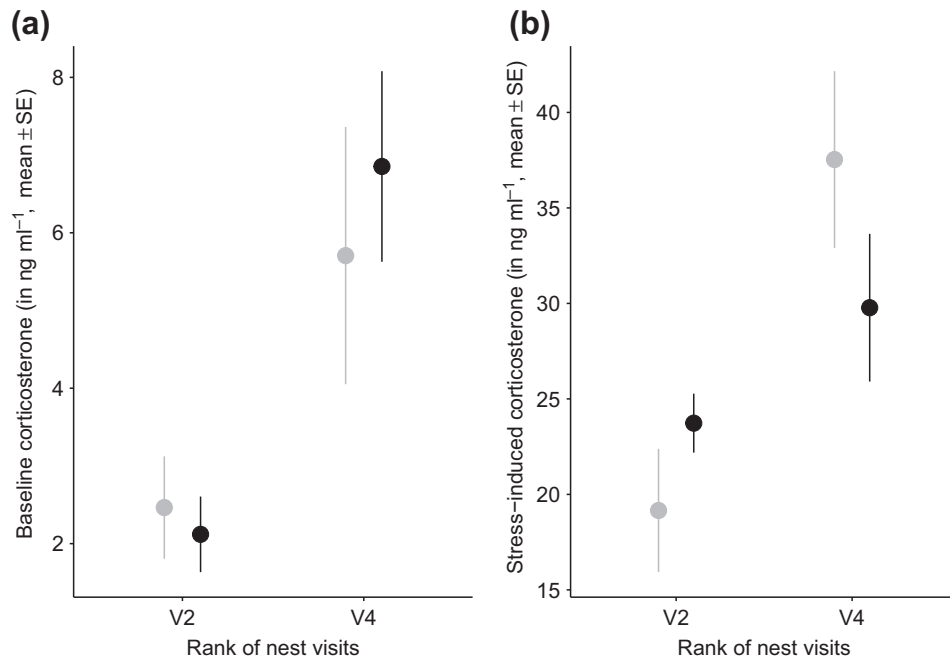 (a)
Baseline corticosterone (in ng ml⁻¹, mean ± SE)
8
6
4
2
V2 V4
Rank of nest visits
(b)
Stress−induced corticosterone (in ng ml⁻¹, mean ± SE)
40
35
30
25
20
15
V2 V4
Rank of nest visits